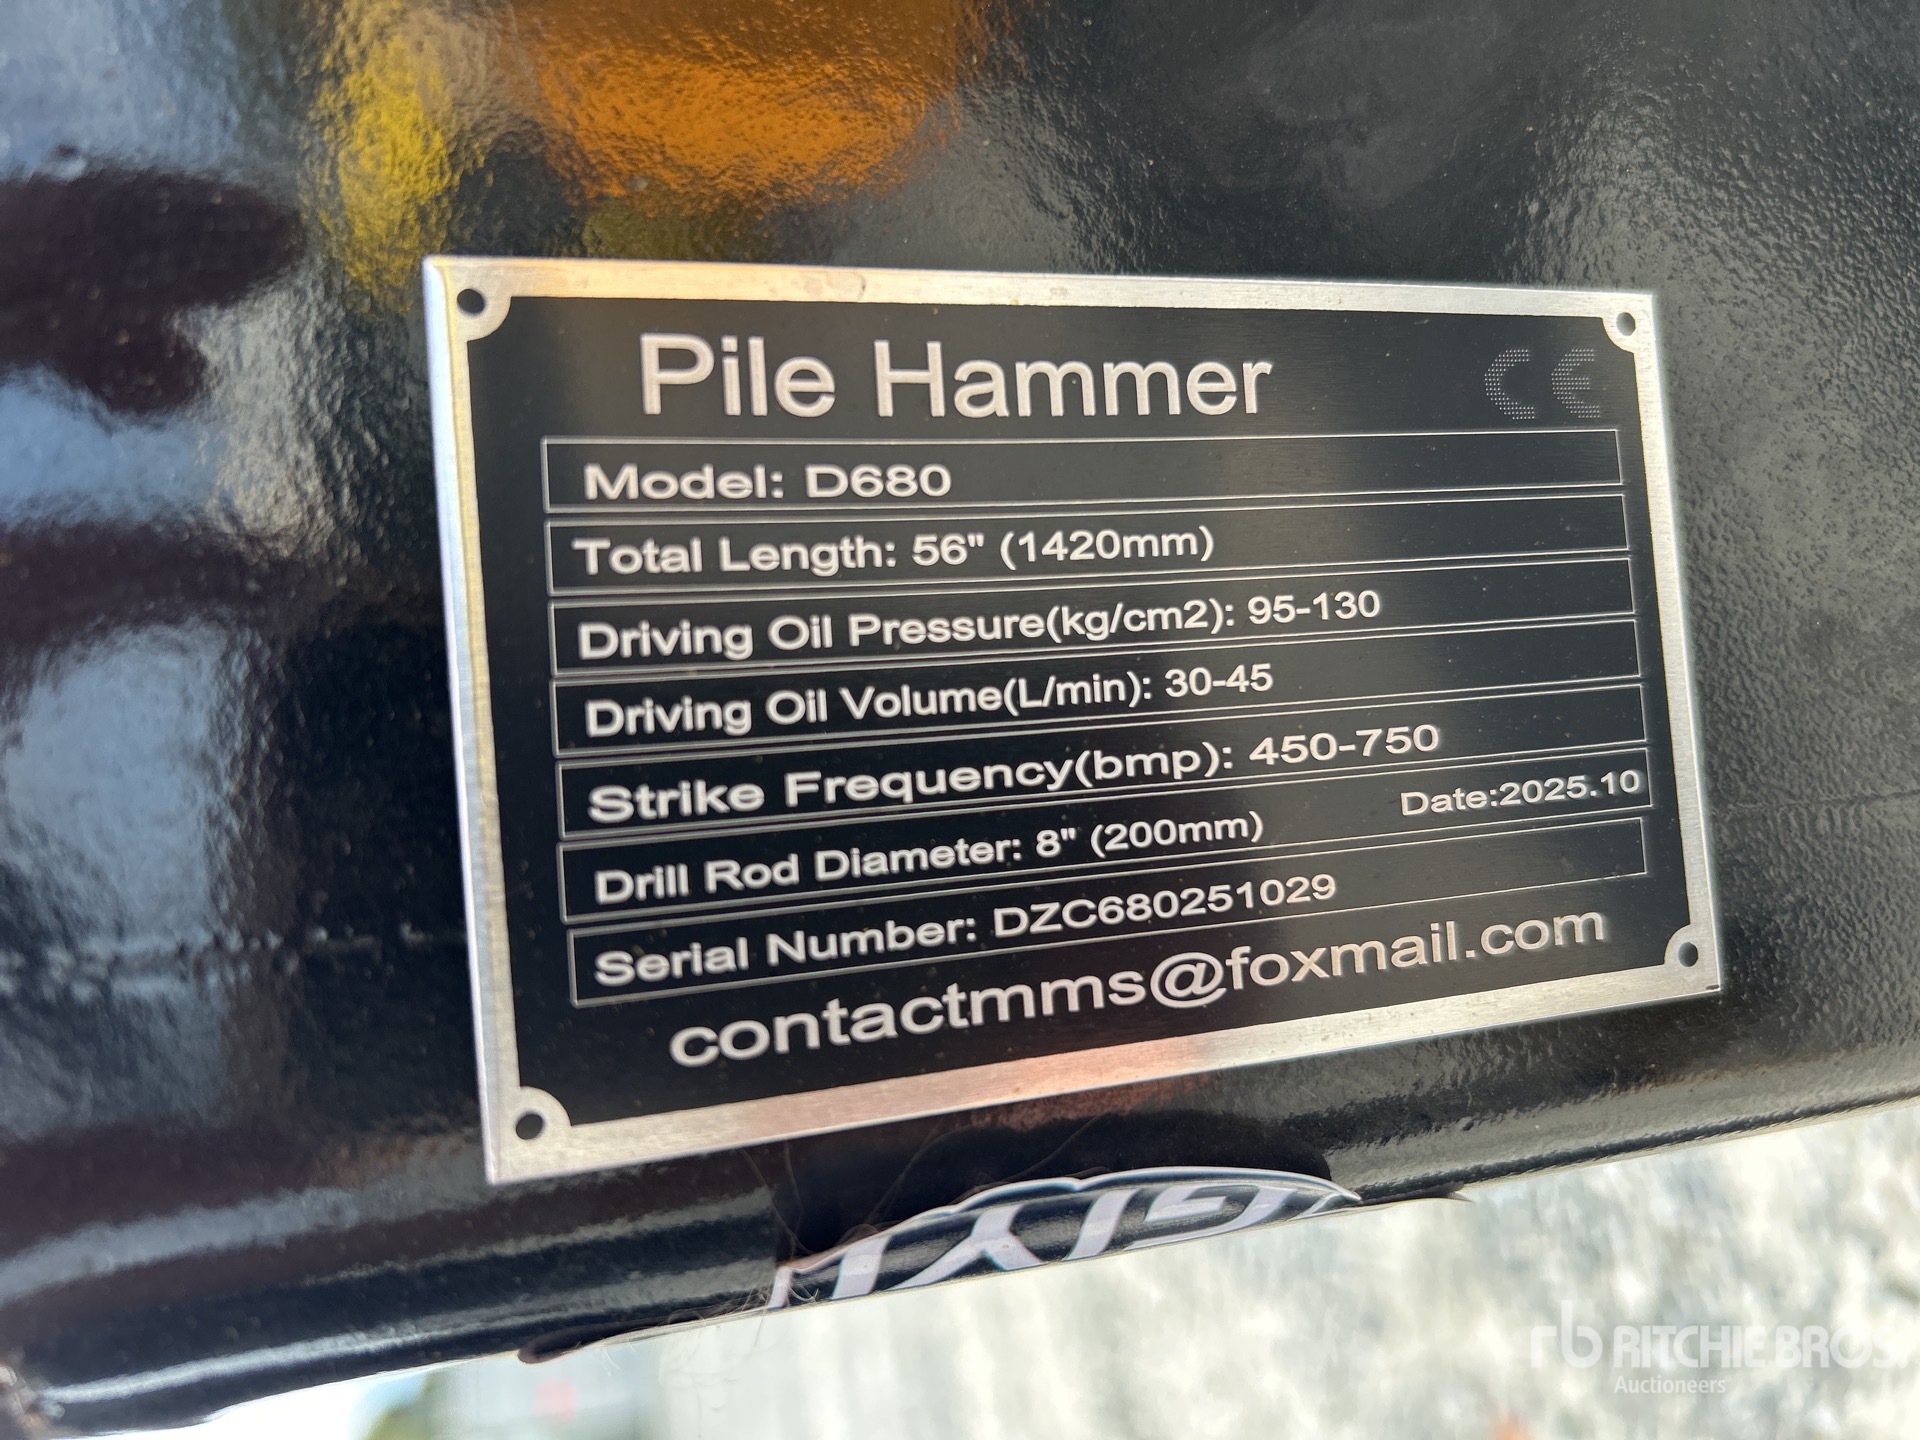 Pile Hammer
CE
Model: D680
Total Length: 56" (1420mm)
Driving Oil Pressure(kg/cm2): 95-130
Driving Oil Volume(L/min): 30-45
Strike Frequency(bmp): 450-750
Drill Rod Diameter: 8" (200mm) Date:2025.10
Serial Number: DZC680251029
contactmms@foxmail.com
rb RITCHIE BROS.
Auctioneers